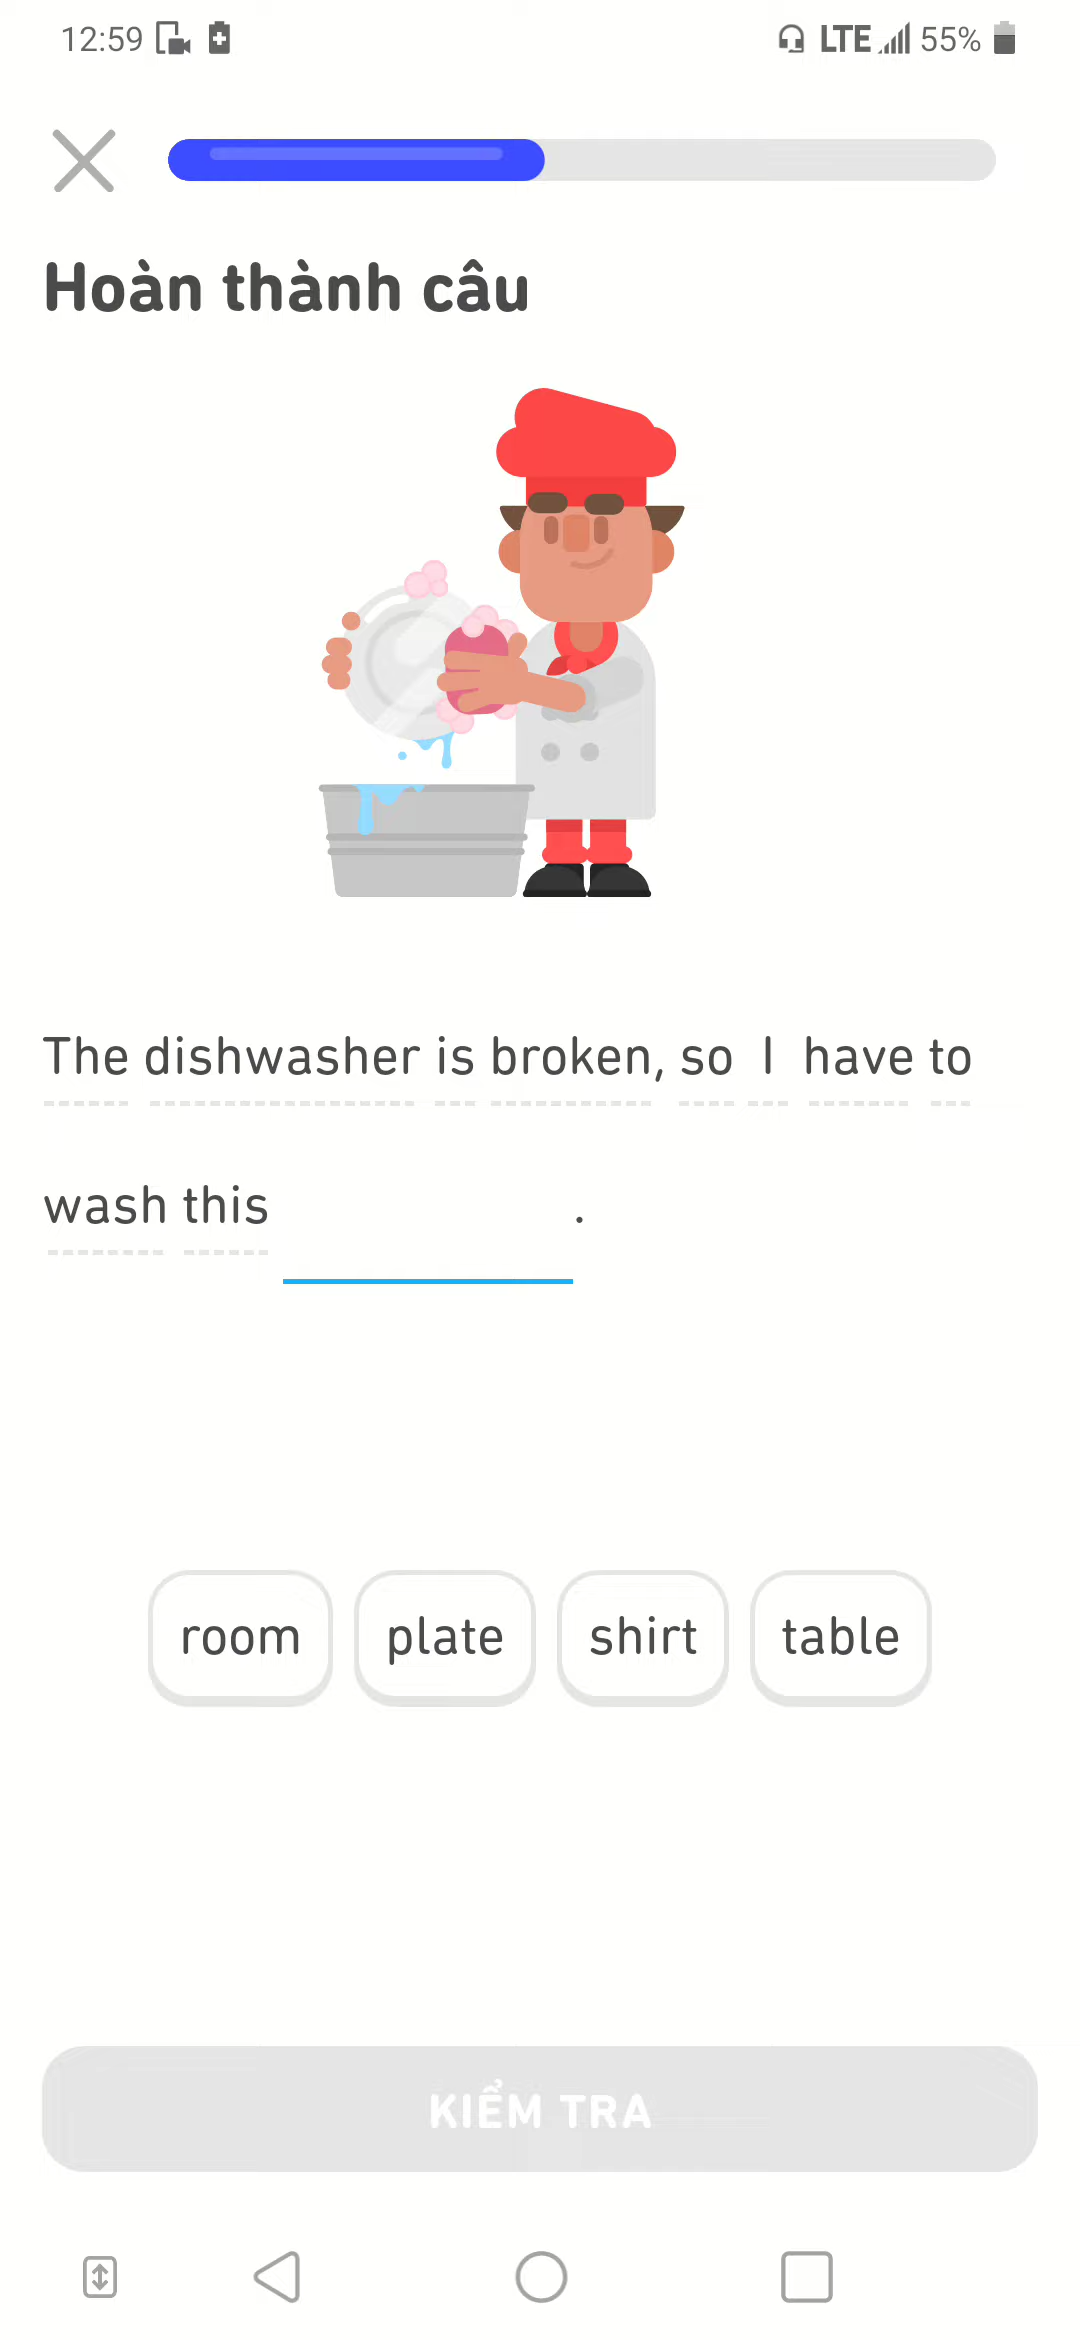 12:59 LTE 55%
Hoàn thành câu
The dishwasher is broken, so I have to
wash this .
room plate shirt table
KIỂM TRA